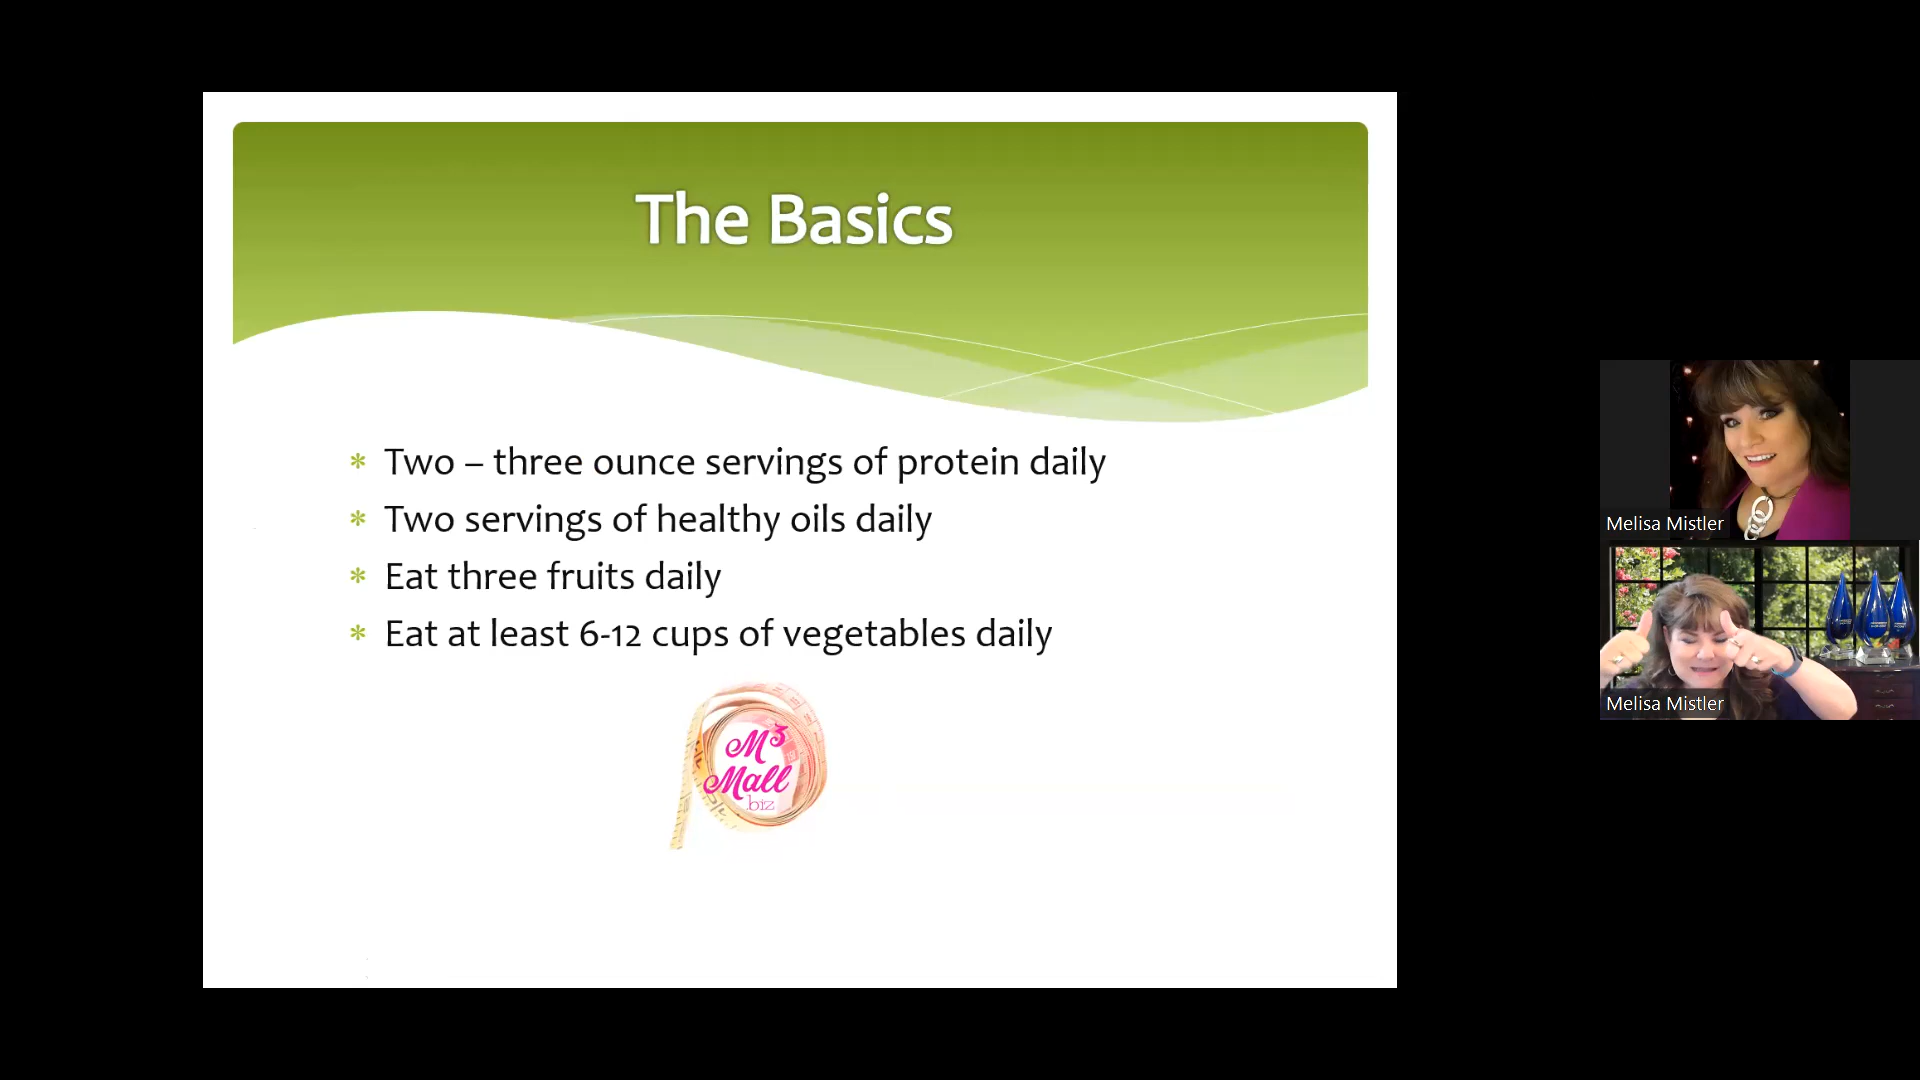 The Basics
Two – three ounce servings of protein daily
Two servings of healthy oils daily
Eat three fruits daily
Eat at least 6-12 cups of vegetables daily
M3
Mall
.biz
Melisa Mistler
Melisa Mistler